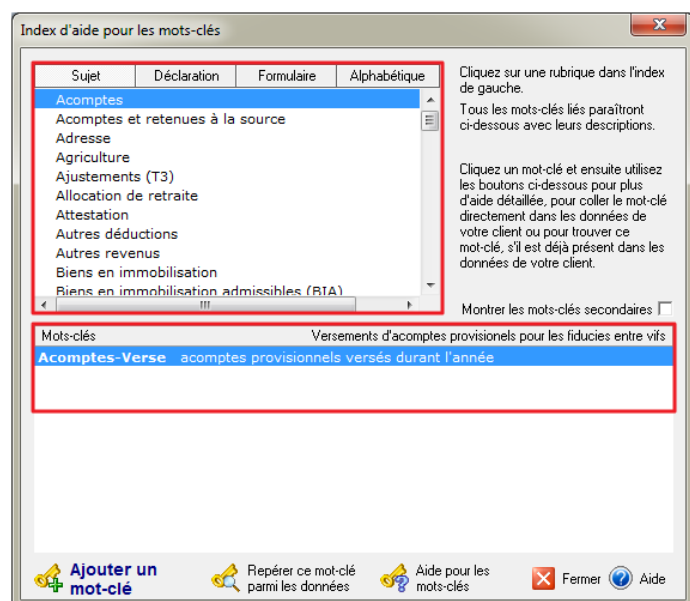 Index d'aide pour les mots-clés
Sujet Déclaration Formulaire Alphabétique
Acomptes
Acomptes et retenues à la source
Adresse
Agriculture
Ajustements (T3)
Allocation de retraite
Attestation
Autres déductions
Autres revenus
Biens en immobilisation
Biens en immobilisation admissibles (BIA)
Cliquez sur une rubrique dans l'index
de gauche.
Tous les mots-clés liés paraîtront
ci-dessous avec leurs descriptions.
Cliquez un mot-clé et ensuite utilisez
les boutons ci-dessous pour plus
d'aide détaillée, pour coller le mot-clé
directement dans les données de
votre client ou pour trouver ce
mot-clé, s'il est déjà présent dans les
données de votre client.
Montrer les mots-clés secondaires
Mots-clés Versements d'acomptes provisionels pour les fiducies entre vifs
Acomptes-Verse acomptes provisionnels versés durant l'année
Ajouter un
mot-clé
Repérer ce mot-clé
parmi les données
Aide pour les
mots-clés
Fermer
Aide